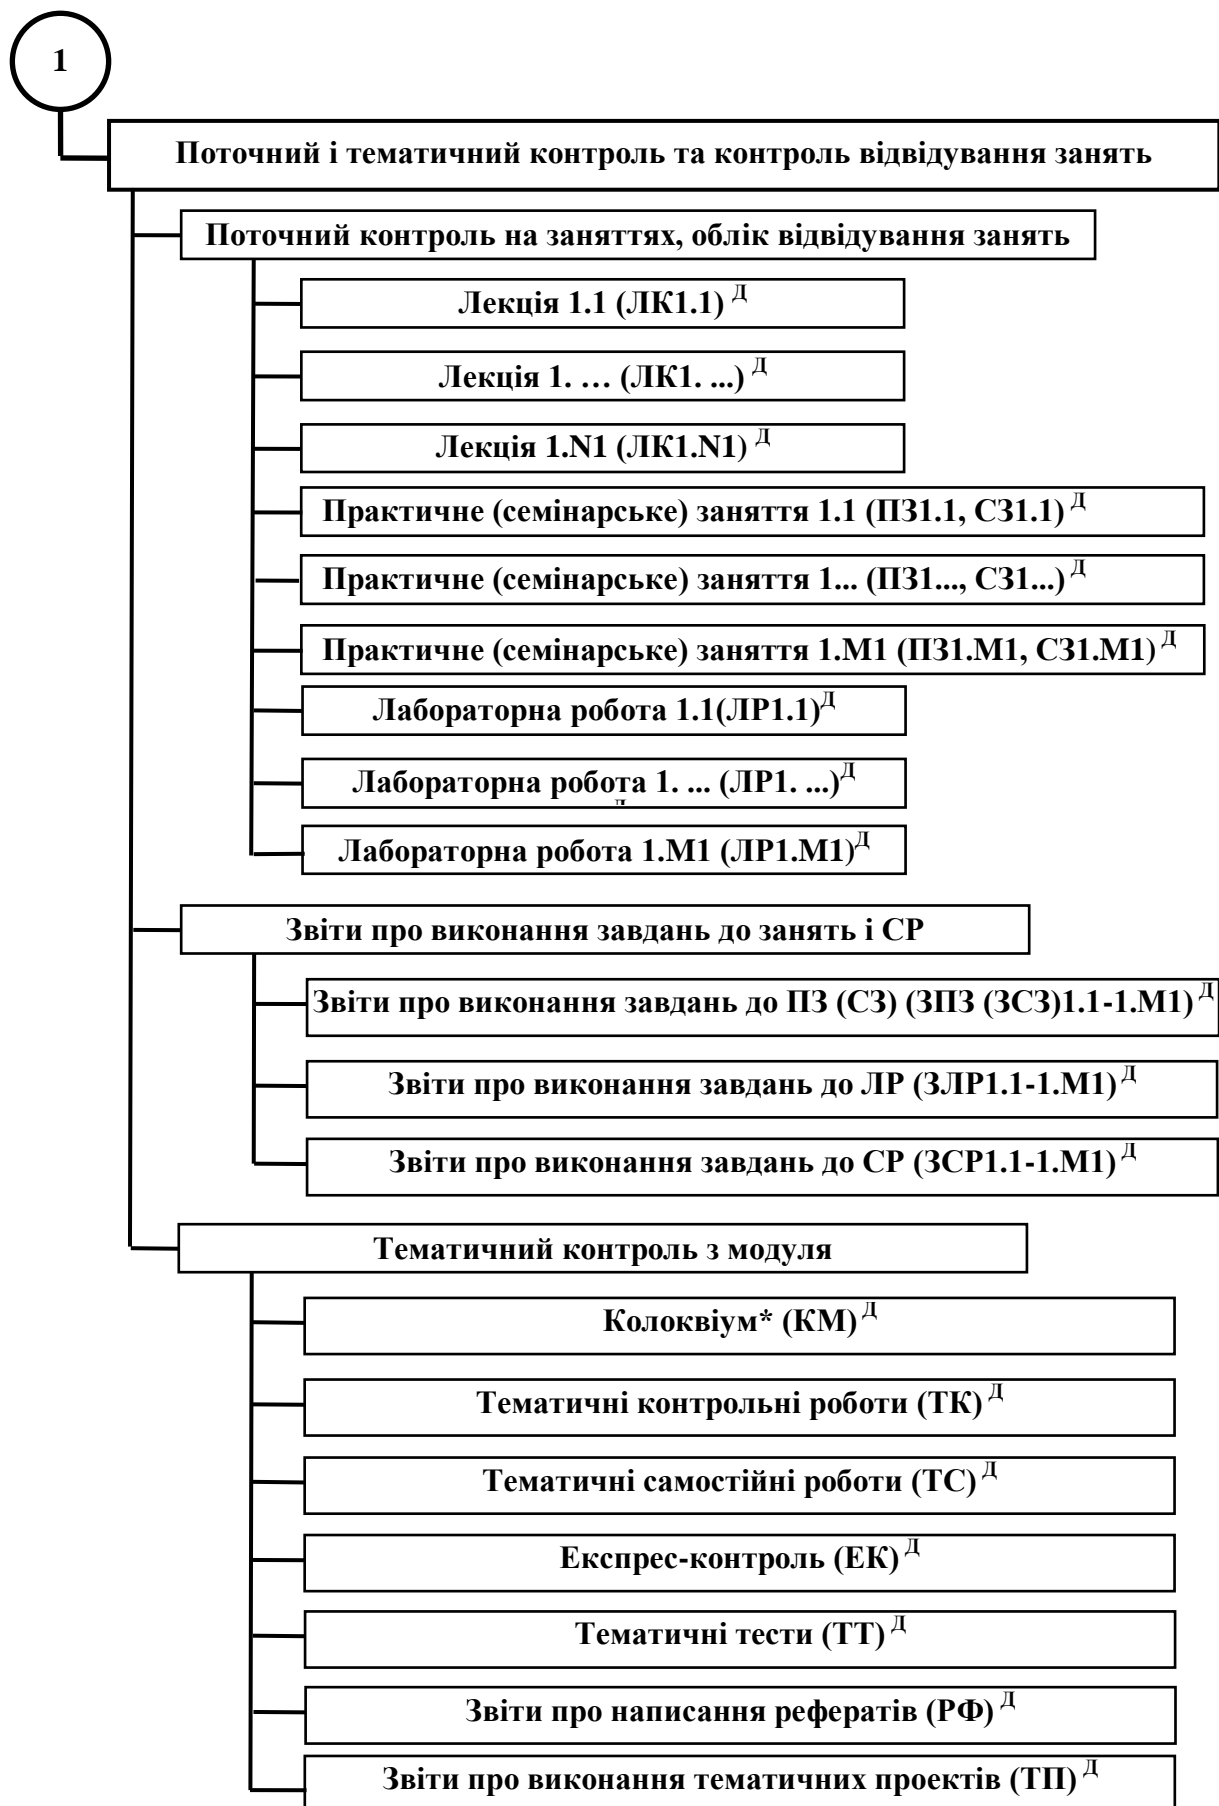 1
Поточний і тематичний контроль та контроль відвідування занять
Поточний контроль на заняттях, облік відвідування занять
Лекція 1.1 (ЛК1.1) Д
Лекція 1. … (ЛК1. ...) Д
Лекція 1.N1 (ЛК1.N1) Д
Практичне (семінарське) заняття 1.1 (ПЗ1.1, СЗ1.1) Д
Практичне (семінарське) заняття 1... (ПЗ1..., СЗ1...) Д
Практичне (семінарське) заняття 1.М1 (ПЗ1.М1, СЗ1.М1) Д
Лабораторна робота 1.1(ЛР1.1)Д
Лабораторна робота 1. ... (ЛР1. ...)Д
Лабораторна робота 1.М1 (ЛР1.М1)Д
Звіти про виконання завдань до занять і СР
Звіти про виконання завдань до ПЗ (СЗ) (ЗПЗ (ЗСЗ)1.1-1.М1) Д
Звіти про виконання завдань до ЛР (ЗЛР1.1-1.М1) Д
Звіти про виконання завдань до СР (ЗСР1.1-1.М1) Д
Тематичний контроль з модуля
Колоквіум* (КМ) Д
Тематичні контрольні роботи (ТК) Д
Тематичні самостійні роботи (ТС) Д
Експрес-контроль (ЕК) Д
Тематичні тести (ТТ) Д
Звіти про написання рефератів (РФ) Д
Звіти про виконання тематичних проектів (ТП) Д